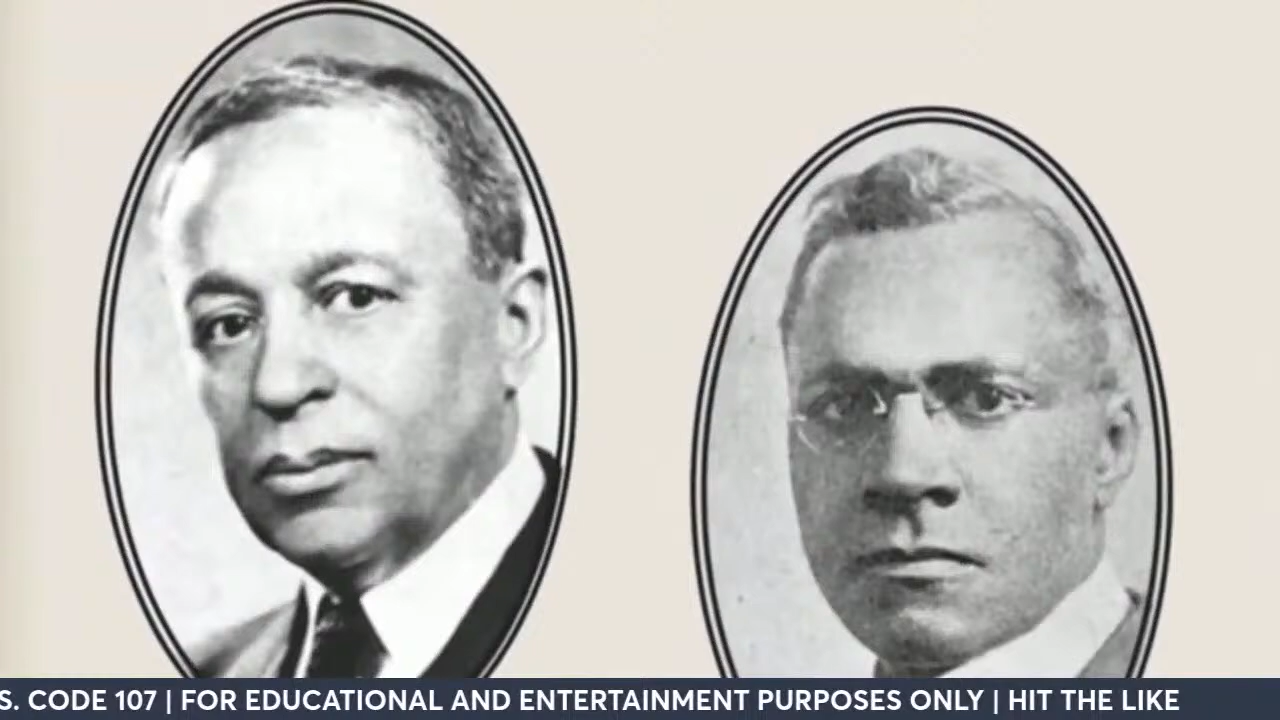 S. CODE 107 | FOR EDUCATIONAL AND ENTERTAINMENT PURPOSES ONLY | HIT THE LIKE